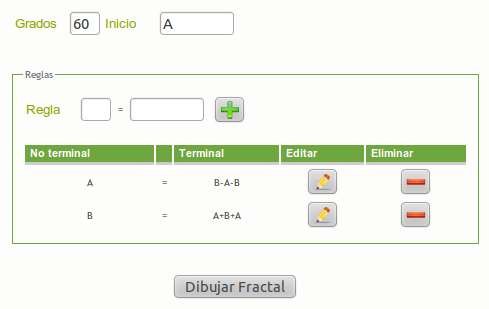 Grados 60 Inicio A
Reglas
Regla =
No terminal Terminal Editar Eliminar
A = B-A-B
B = A+B+A
Dibujar Fractal